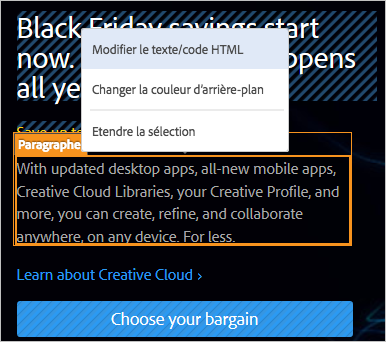 Black Friday savings start
now.
opens
all ye
Modifier le texte/code HTML
Changer la couleur d'arrière-plan
Etendre la sélection
Save up to
Paragraphe
With updated desktop apps, all-new mobile apps,
Creative Cloud Libraries, your Creative Profile, and
more, you can create, refine, and collaborate
anywhere, on any device. For less.
Learn about Creative Cloud ›
Choose your bargain